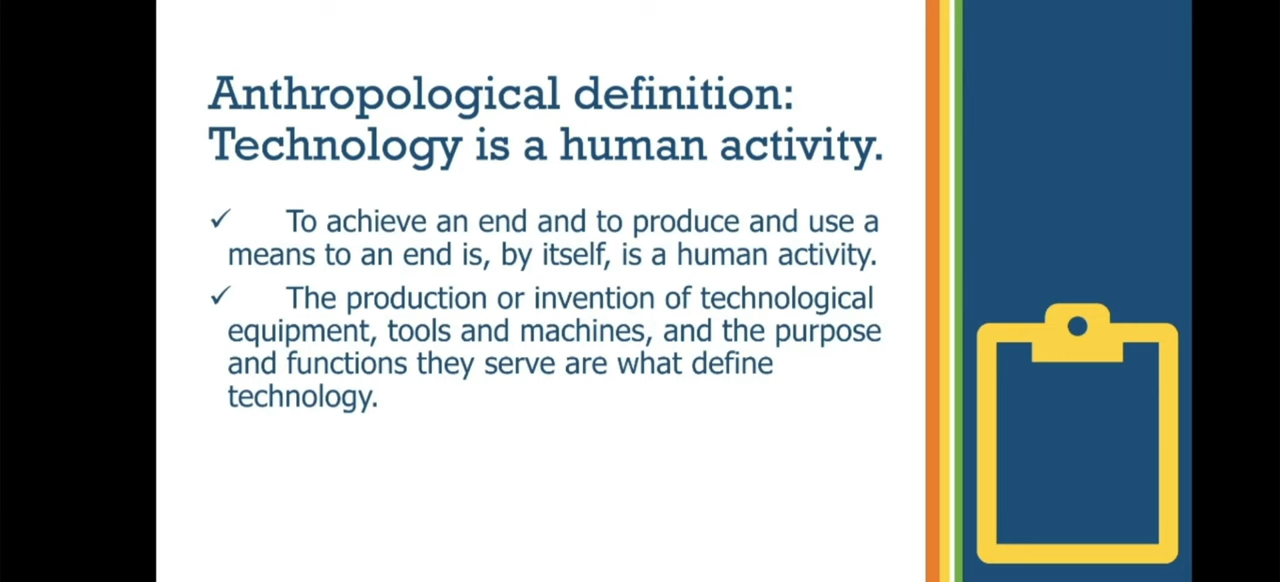 Anthropological definition:
Technology is a human activity.
✓ To achieve an end and to produce and use a
means to an end is, by itself, is a human activity.
✓ The production or invention of technological
equipment, tools and machines, and the purpose
and functions they serve are what define
technology.